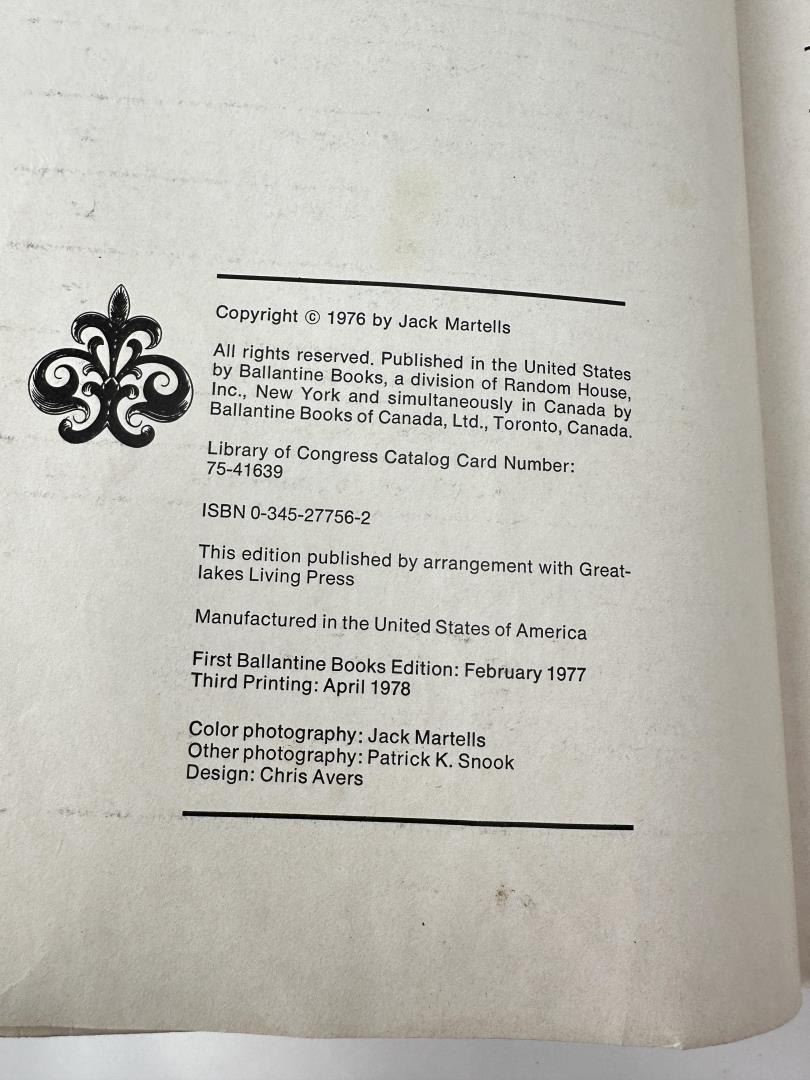 Copyright © 1976 by Jack Martells
All rights reserved. Published in the United States
by Ballantine Books, a division of Random House,
Inc., New York and simultaneously in Canada by
Ballantine Books of Canada, Ltd., Toronto, Canada.
Library of Congress Catalog Card Number:
75-41639
ISBN 0-345-27756-2
This edition published by arrangement with Great-
lakes Living Press
Manufactured in the United States of America
First Ballantine Books Edition: February 1977
Third Printing: April 1978
Color photography: Jack Martells
Other photography: Patrick K. Snook
Design: Chris Avers